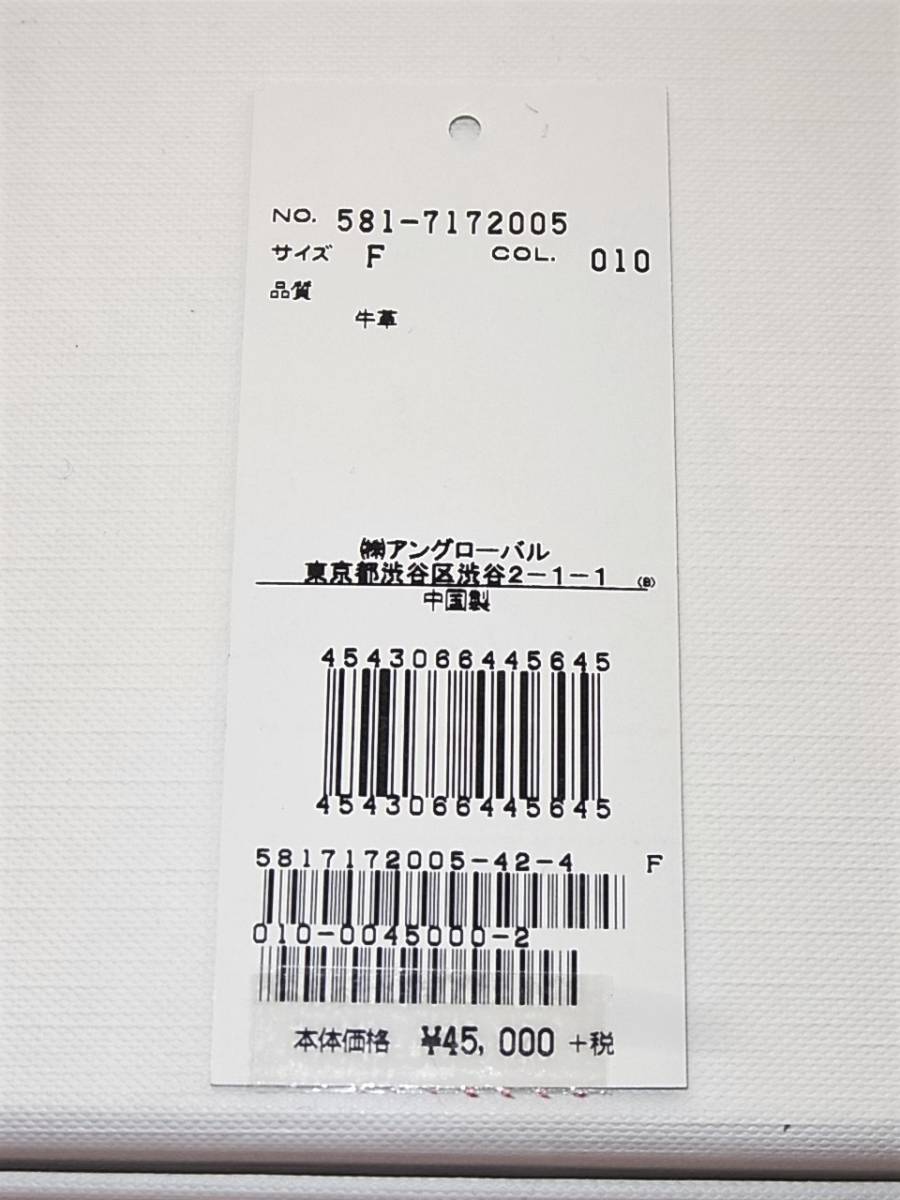 NO. 581-7172005
サイズ F COL. 010
品質
牛革
㈱アングローバル
東京都渋谷区渋谷2-1-1 (B)
中国製
4543066445645
4543066445645
5817172005-42-4 F
010-0045000-2
本体価格 ¥45,000 +税